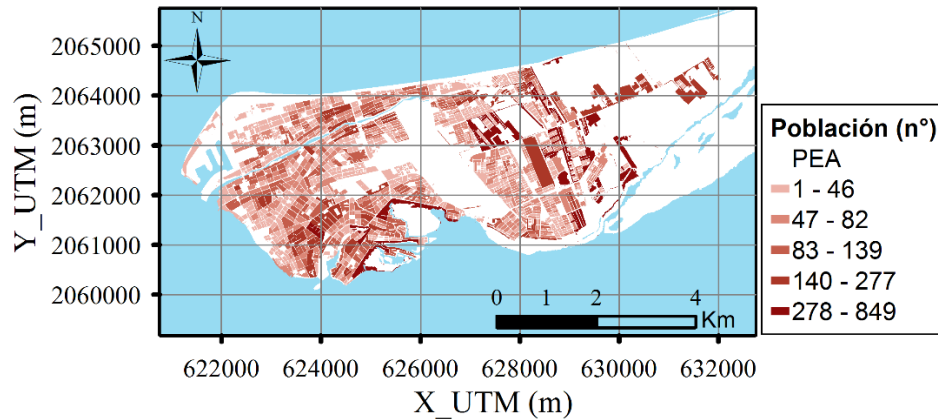 N
2065000
2064000
2063000
2062000
2061000
2060000
Y_UTM (m)
0 1 2 4
Km
622000 624000 626000 628000 630000 632000
X_UTM (m)
Población (n°)
PEA
1 - 46
47 - 82
83 - 139
140 - 277
278 - 849